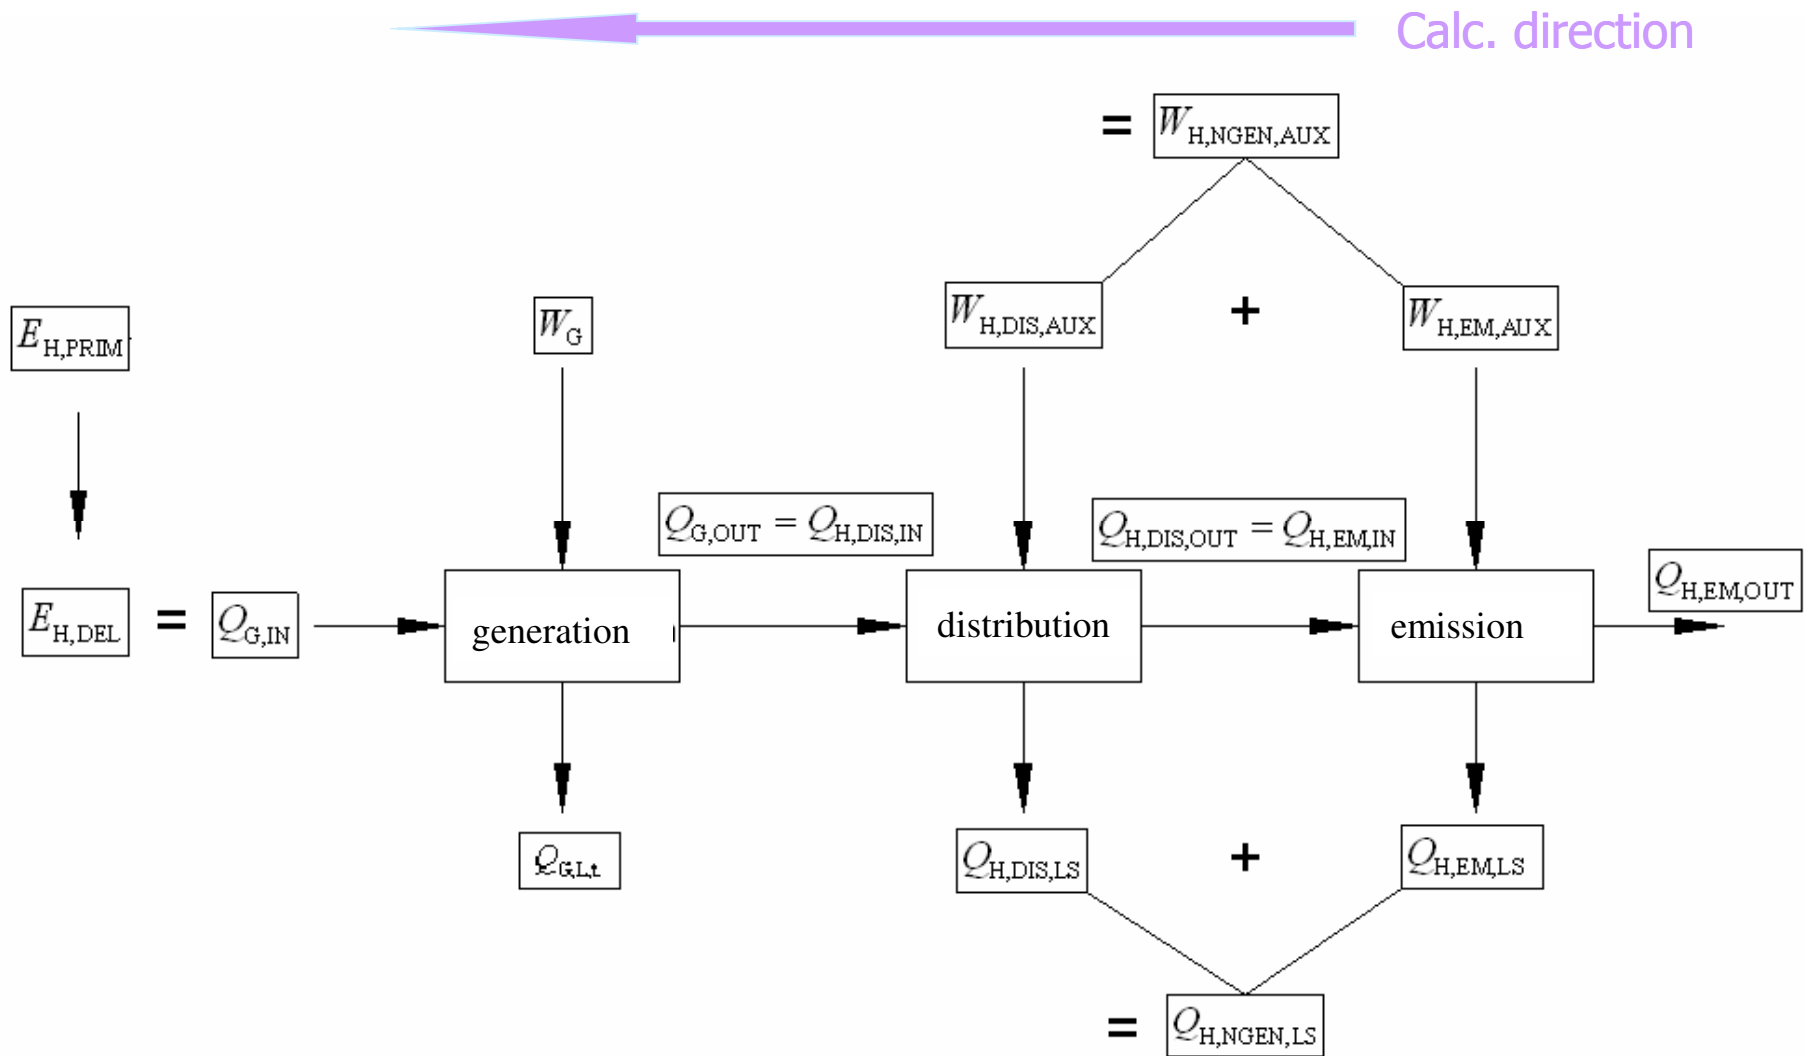 Calc. direction
= W H,NGEN,AUX
E H,PRIM
W G
W H,DIS,AUX + W H,EM,AUX
Q G,OUT = Q H,DIS,IN
Q H,DIS,OUT = Q H,EM,IN
Q H,EM,OUT
E H,DEL = Q G,IN
generation
distribution
emission
Q G,L,t
Q H,DIS,LS + Q H,EM,LS
= Q H,NGEN,LS